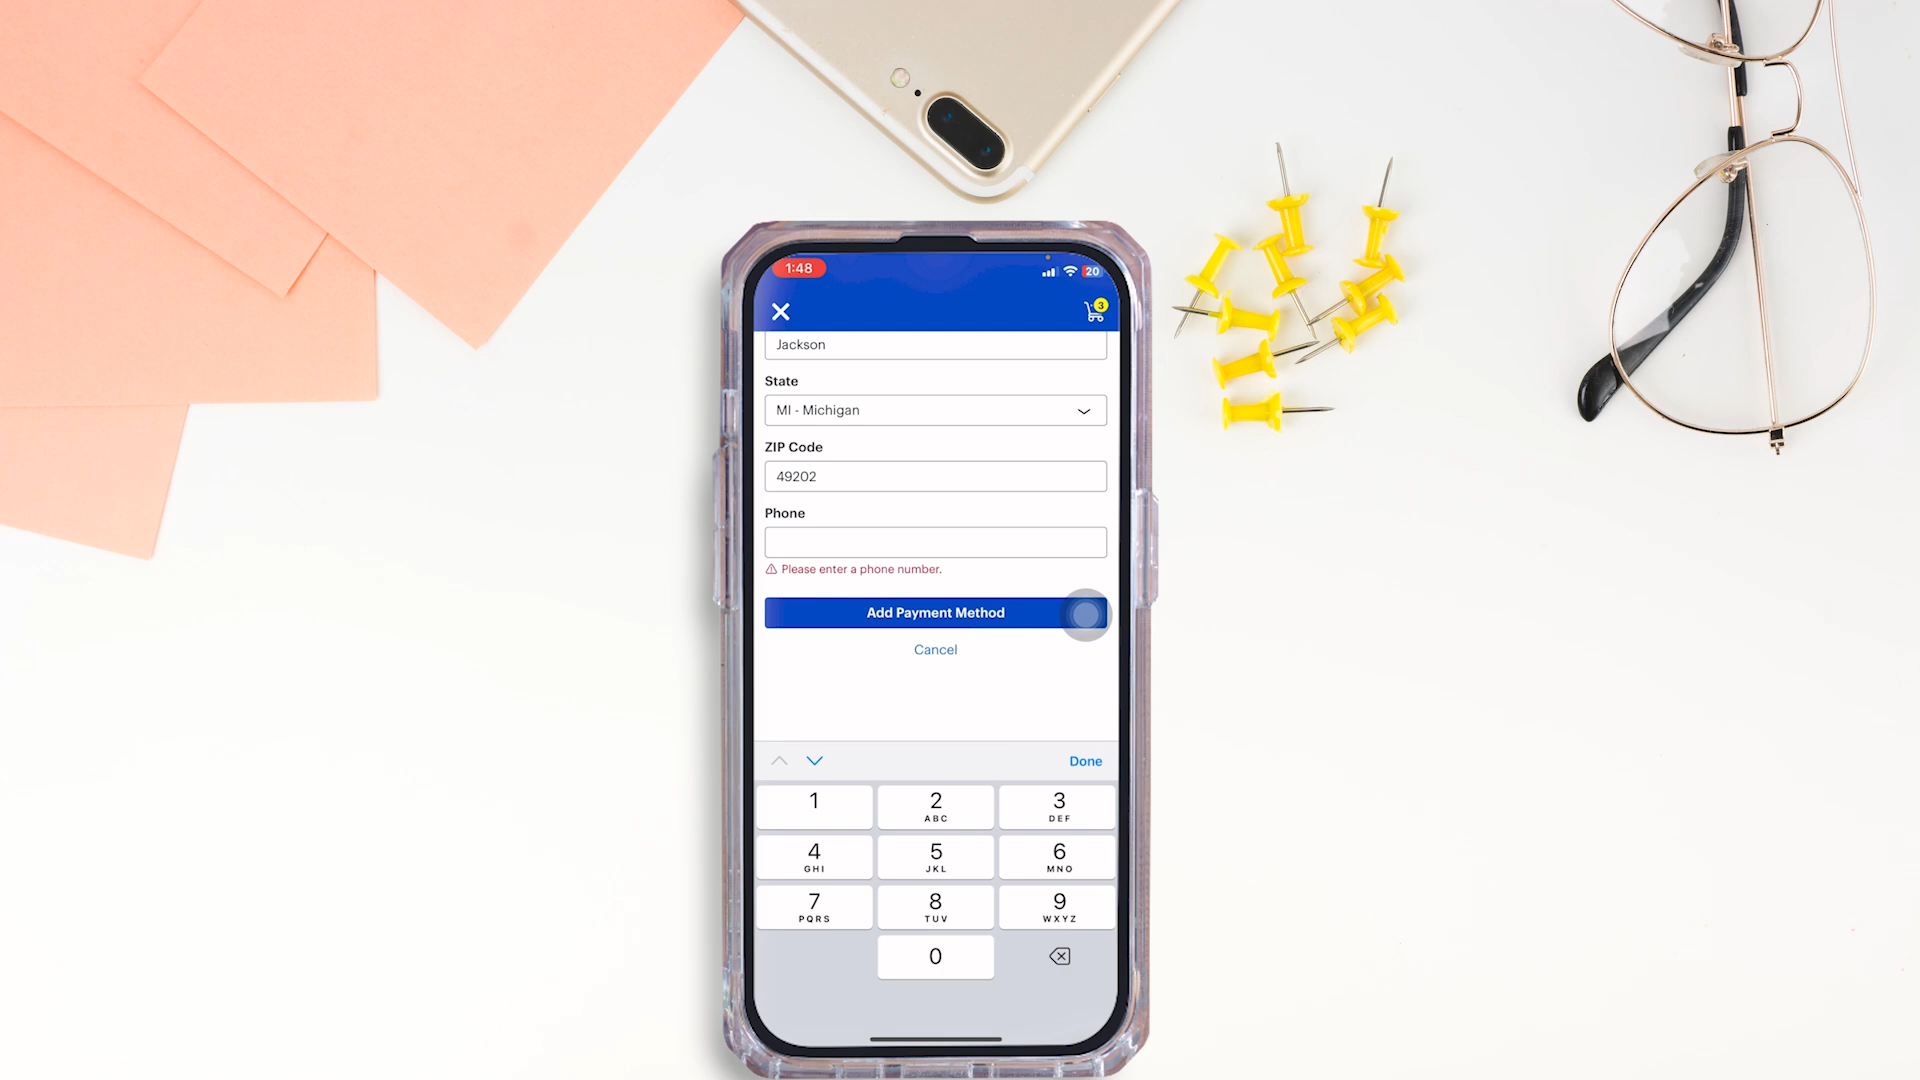 1:48
20
3
Jackson
State
MI - Michigan
ZIP Code
49202
Phone
Please enter a phone number.
Add Payment Method
Cancel
Done
1
2
ABC
3
DEF
4
GHI
5
JKL
6
MNO
7
PQRS
8
TUV
9
WXYZ
0